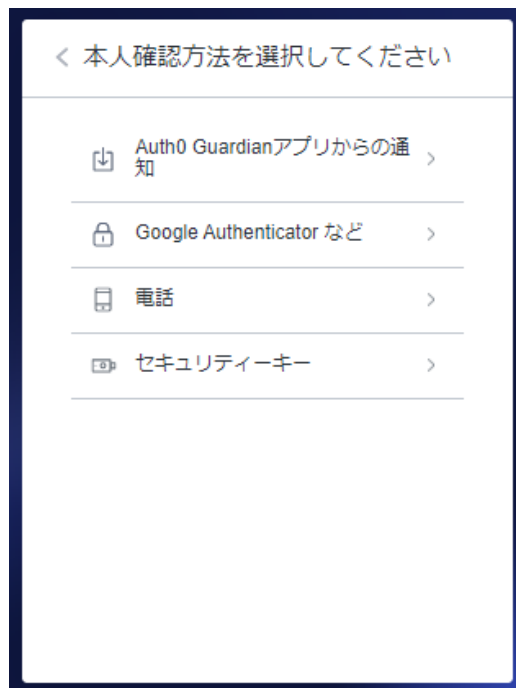 本人確認方法を選択してください
Auth0 Guardianアプリからの通
知
Google Authenticator など
電話
セキュリティーキー